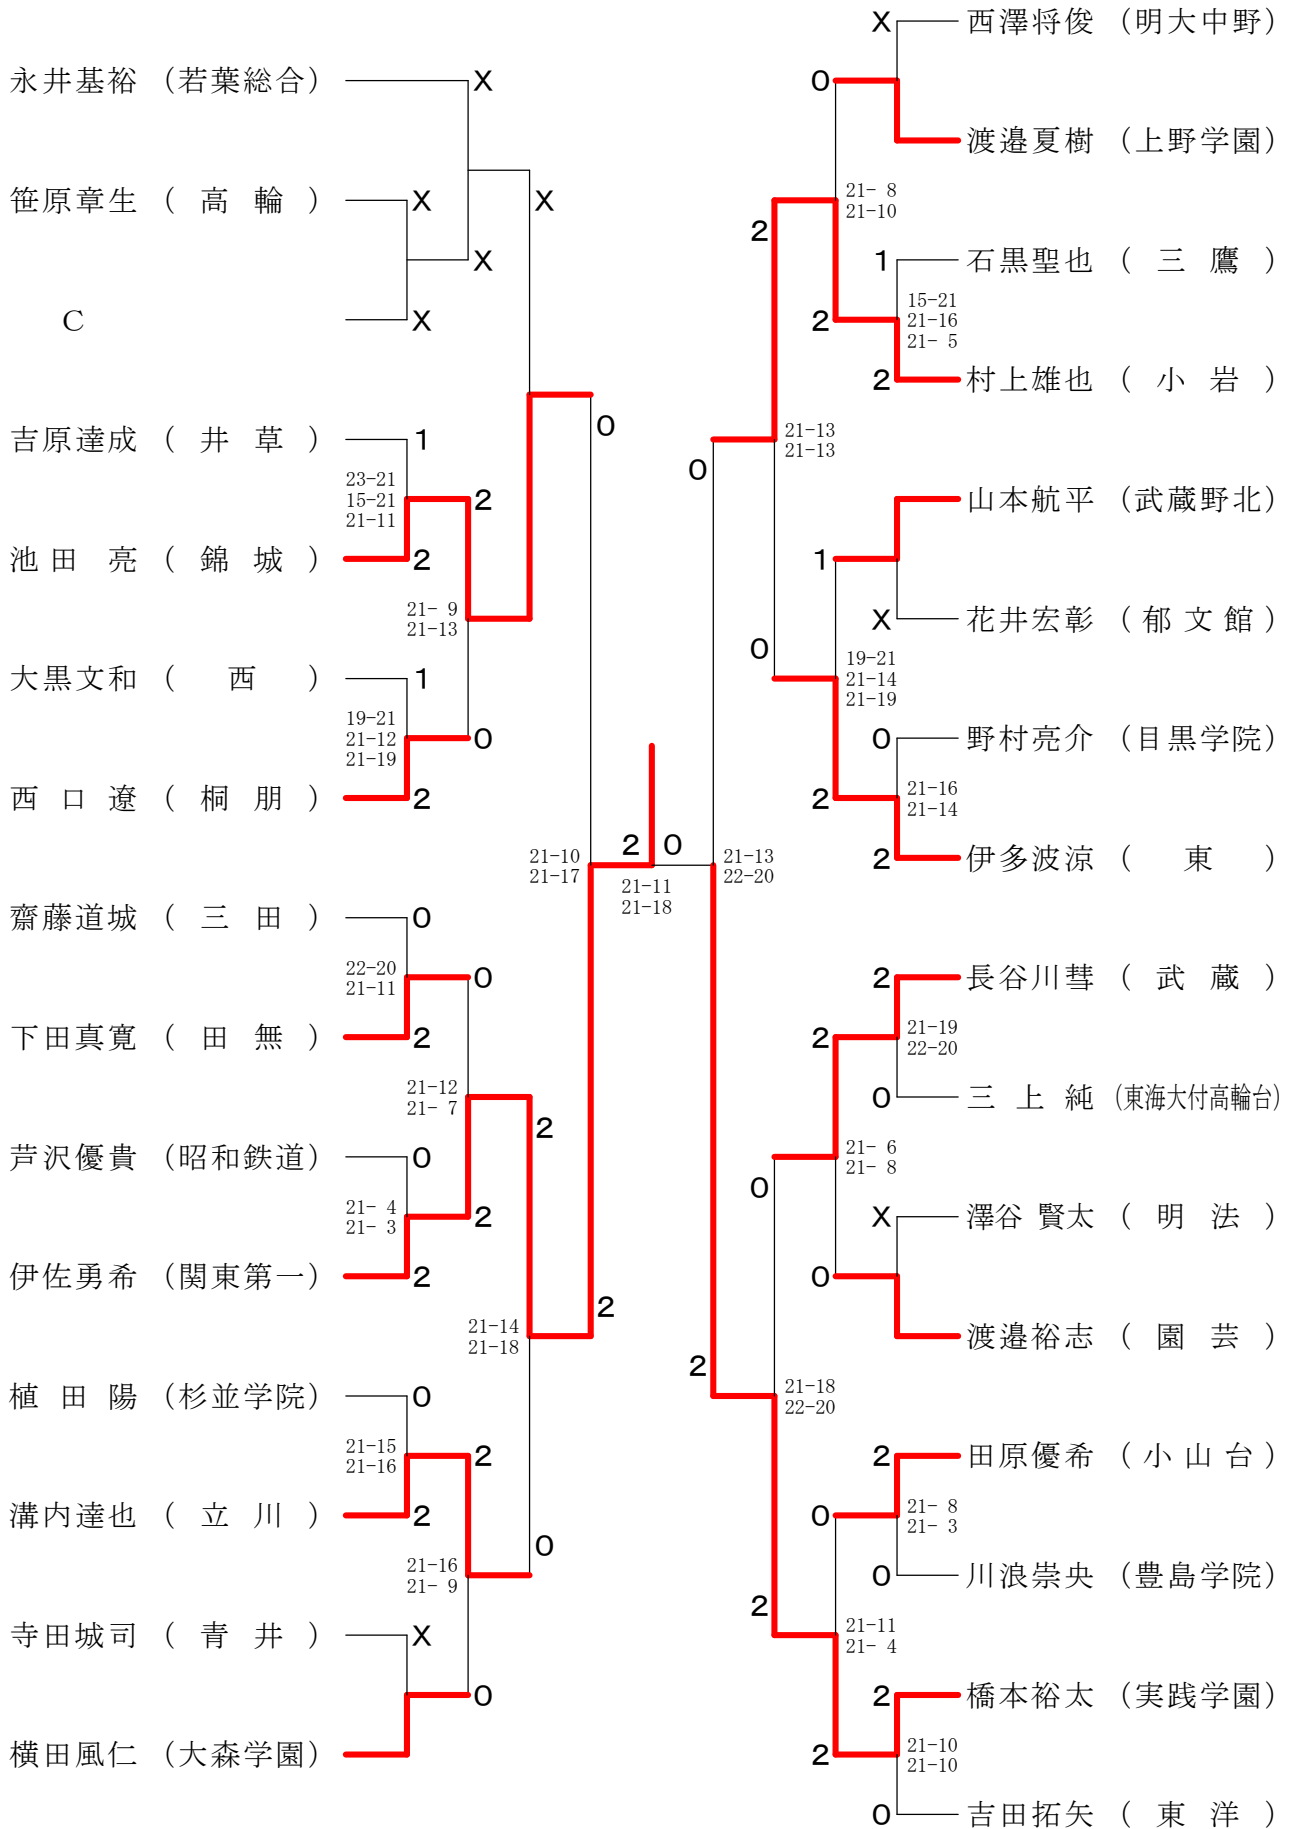 永井基裕 （若葉総合） X
笹原章生 （ 高 輪 ） X
X
X
C X
吉原達成 （ 井 草 ） 1
23-21
15-21
21-11
2
池田 亮 （ 錦 城 ） 2
21- 9
21-13
大黒文和 （ 西 ） 1
19-21
21-12
21-19
0
西口 遼 （ 桐 朋 ） 2
X
0
齋藤道城 （ 三 田 ） 0
22-20
21-11
0
下田真寛 （ 田 無 ） 2
21-12
21- 7
2
芦沢優貴 （昭和鉄道） 0
21- 4
21- 3
2
伊佐勇希 （関東第一） 2
21-14
21-18
2
植田 陽 （杉並学院） 0
21-15
21-16
2
溝内達也 （ 立 川 ） 2
21-16
21- 9
0
寺田城司 （ 青 井 ） X
0
横田風仁 （大森学園）
21-10
21-17
2 0
21-11
21-18
21-13
22-20
X 西澤将俊 （明大中野）
0
渡邉夏樹 （上野学園）
21- 8
21-10
2
1 石黒聖也 （ 三 鷹 ）
15-21
21-16
21- 5
2
2 村上雄也 （ 小 岩 ）
21-13
21-13
0
山本航平 （武蔵野北）
1
X 花井宏彰 （郁文館）
0
19-21
21-14
21-19
0 野村亮介 （目黒学院）
21-16
21-14
2
2 伊多波涼 （ 東 ）
2 長谷川彗 （ 武 蔵 ）
21-19
22-20
2
0 三上 純 （東海大付高輪台）
21- 6
21- 8
0
X 澤谷 賢太 （ 明 法 ）
0
渡邉裕志 （ 園 芸 ）
2
21-18
22-20
2 田原優希 （小山台）
21- 8
21- 3
0
0 川浪崇央 （豊島学院）
2
21-11
21- 4
2 橋本裕太 （実践学園）
21-10
21-10
2
0 吉田拓矢 （ 東 洋 ）